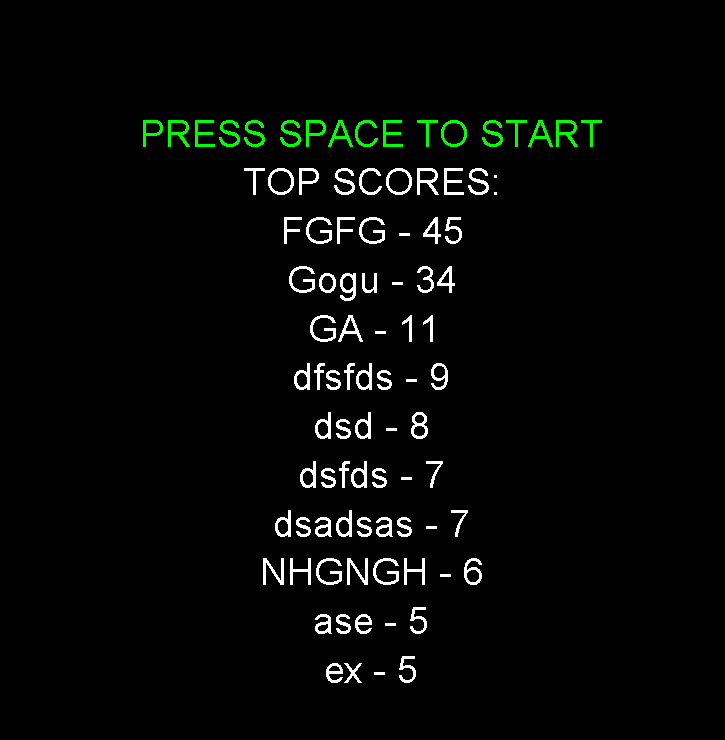 PRESS SPACE TO START
TOP SCORES:
FGFG - 45
Gogu - 34
GA - 11
dfsfds - 9
dsd - 8
dsfds - 7
dsadsas - 7
NHGNGH - 6
ase - 5
ex - 5